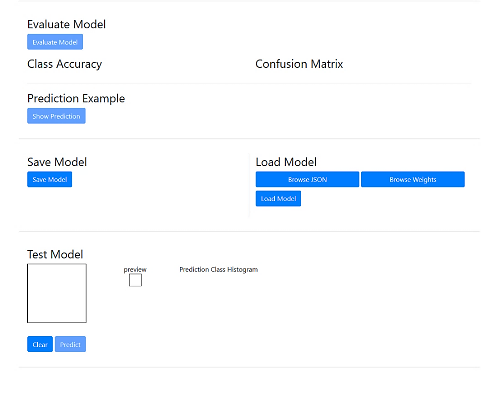 Evaluate Model
Evaluate Model
Class Accuracy
Confusion Matrix
Prediction Example
Show Prediction
Save Model
Save Model
Load Model
Browse JSON
Browse Weights
Load Model
Test Model
preview
Prediction Class Histogram
Clear
Predict